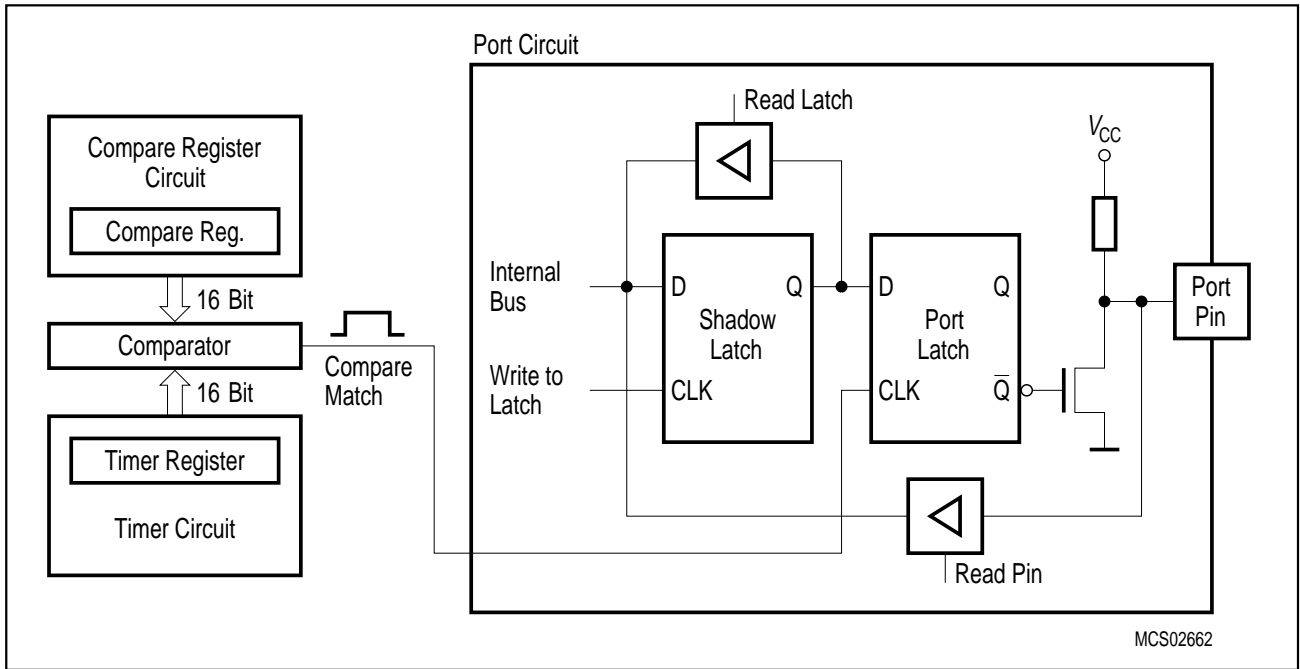 Port Circuit
Read Latch
V_CC
Compare Register
Circuit
Compare Reg.
16 Bit
Comparator
16 Bit
Timer Register
Timer Circuit
Compare
Match
Internal
Bus
Write to
Latch
D
Q
Shadow
Latch
CLK
D
Q
Port
Latch
CLK
Q̅
Port
Pin
Read Pin
MCS02662